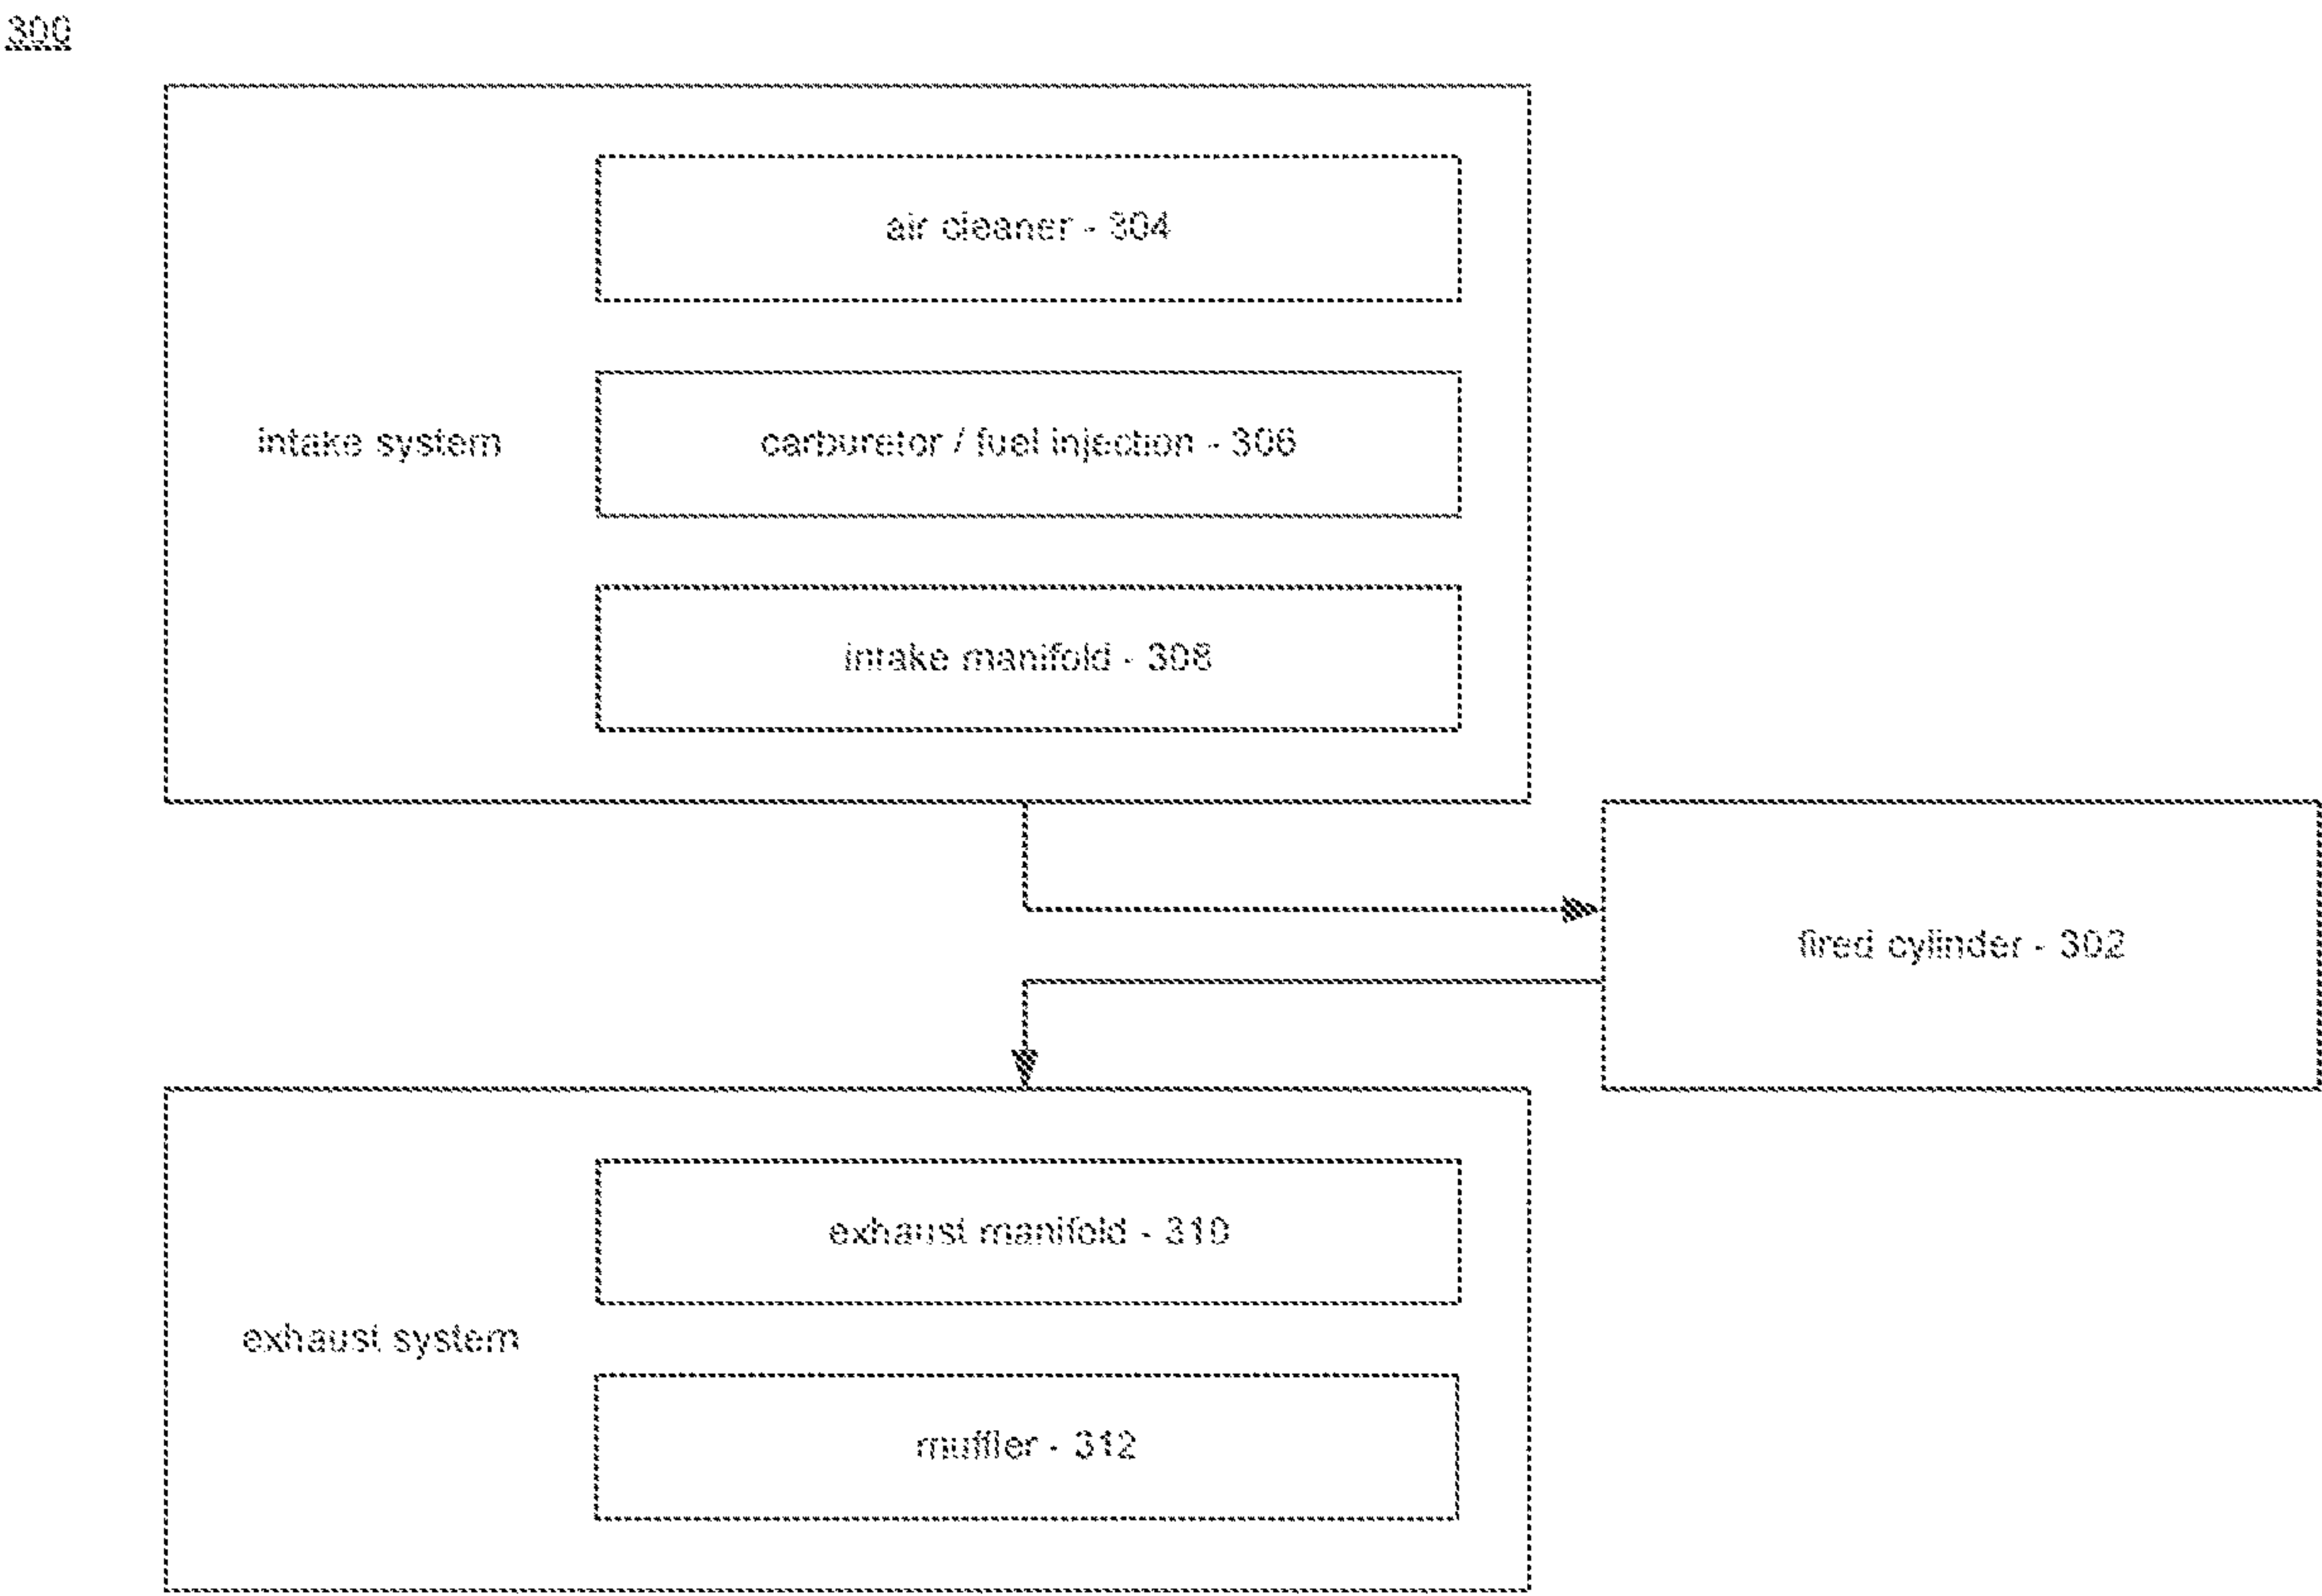 300
air cleaner - 304
intake system
carburetor / fuel injection - 306
intake manifold - 308
fired cylinder - 302
exhaust manifold - 310
exhaust system
muffler - 312